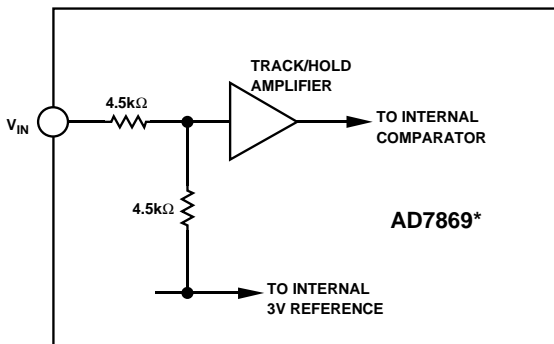 TRACK/HOLD
AMPLIFIER
4.5kΩ
V_IN
TO INTERNAL
COMPARATOR
4.5kΩ
AD7869*
TO INTERNAL
3V REFERENCE